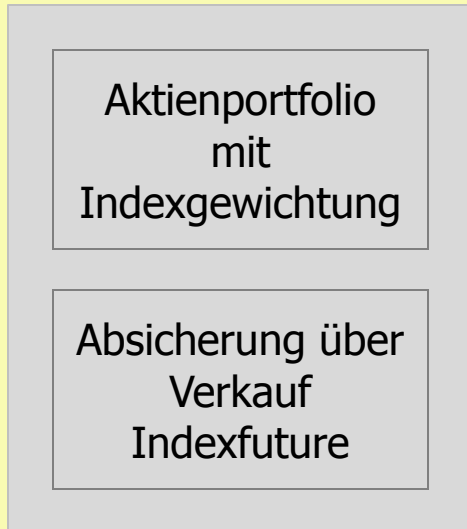 Aktienportfolio
mit
Indexgewichtung
Absicherung über
Verkauf
Indexfuture